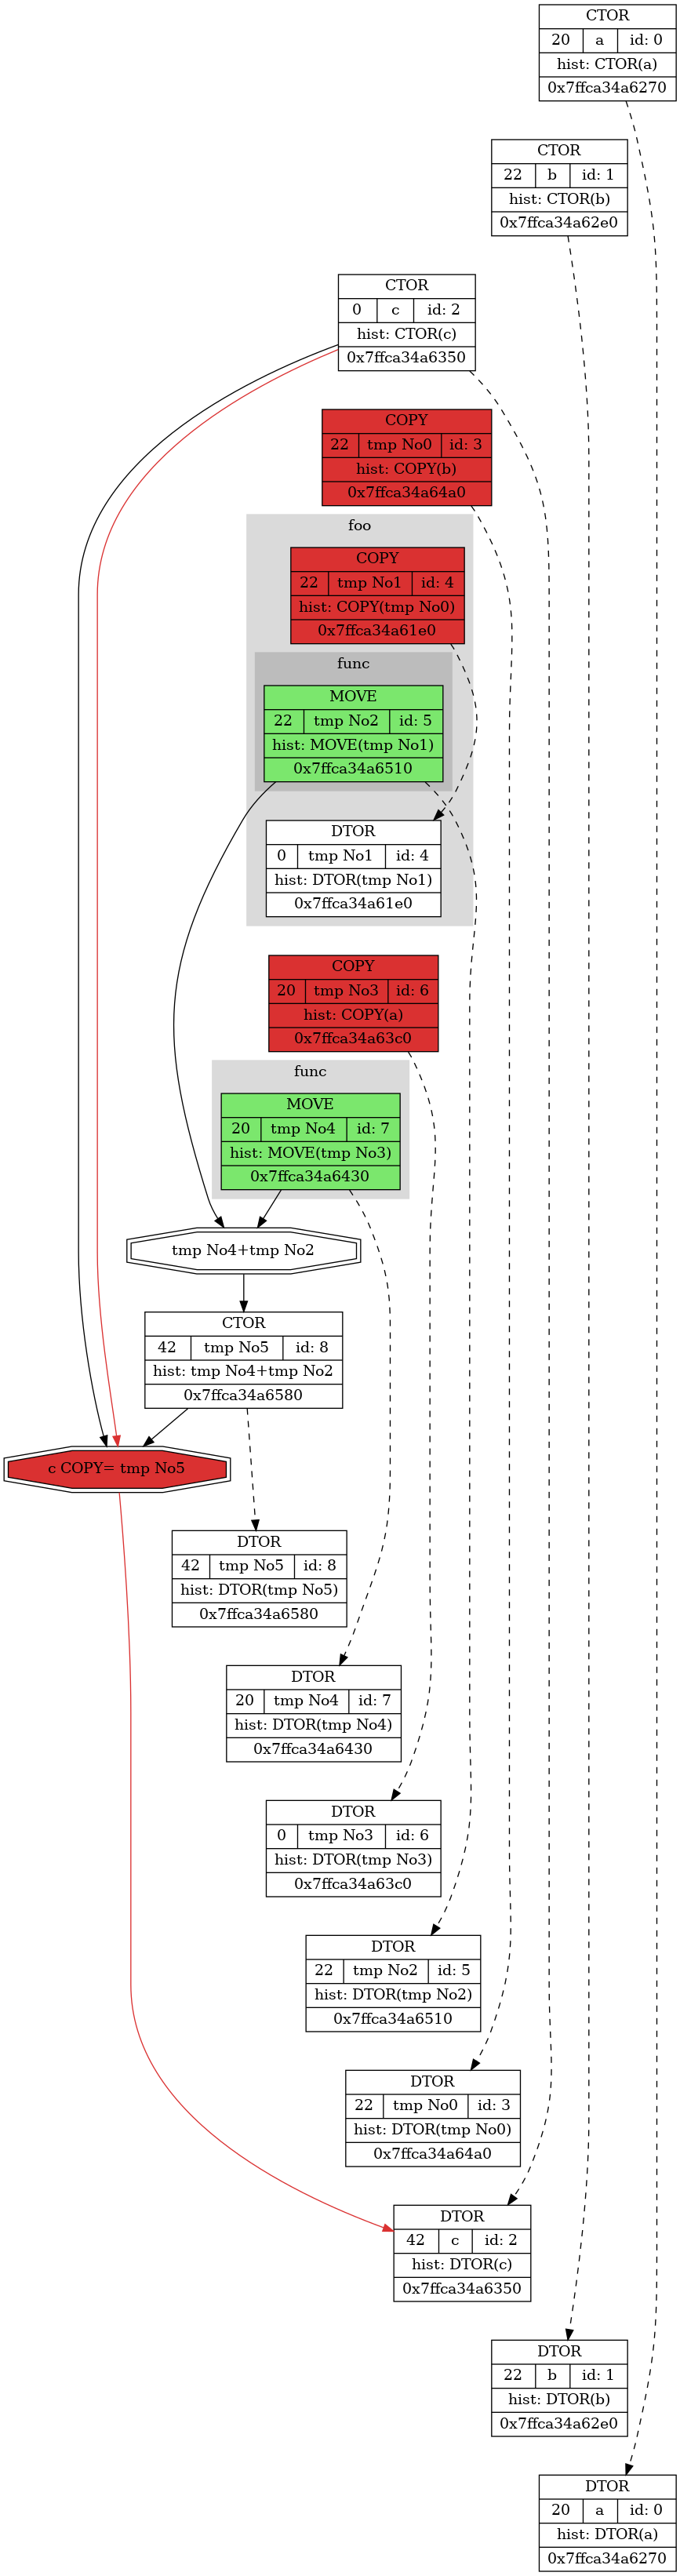 CTOR
20 a id: 0
hist: CTOR(a)
0x7ffca34a6270
CTOR
22 b id: 1
hist: CTOR(b)
0x7ffca34a62e0
CTOR
0 c id: 2
hist: CTOR(c)
0x7ffca34a6350
COPY
22 tmp No0 id: 3
hist: COPY(b)
0x7ffca34a64a0
foo
COPY
22 tmp No1 id: 4
hist: COPY(tmp No0)
0x7ffca34a61e0
func
MOVE
22 tmp No2 id: 5
hist: MOVE(tmp No1)
0x7ffca34a6510
DTOR
0 tmp No1 id: 4
hist: DTOR(tmp No1)
0x7ffca34a61e0
COPY
20 tmp No3 id: 6
hist: COPY(a)
0x7ffca34a63c0
func
MOVE
20 tmp No4 id: 7
hist: MOVE(tmp No3)
0x7ffca34a6430
tmp No4+tmp No2
CTOR
42 tmp No5 id: 8
hist: tmp No4+tmp No2
0x7ffca34a6580
c COPY= tmp No5
DTOR
42 tmp No5 id: 8
hist: DTOR(tmp No5)
0x7ffca34a6580
DTOR
20 tmp No4 id: 7
hist: DTOR(tmp No4)
0x7ffca34a6430
DTOR
0 tmp No3 id: 6
hist: DTOR(tmp No3)
0x7ffca34a63c0
DTOR
22 tmp No2 id: 5
hist: DTOR(tmp No2)
0x7ffca34a6510
DTOR
22 tmp No0 id: 3
hist: DTOR(tmp No0)
0x7ffca34a64a0
DTOR
42 c id: 2
hist: DTOR(c)
0x7ffca34a6350
DTOR
22 b id: 1
hist: DTOR(b)
0x7ffca34a62e0
DTOR
20 a id: 0
hist: DTOR(a)
0x7ffca34a6270